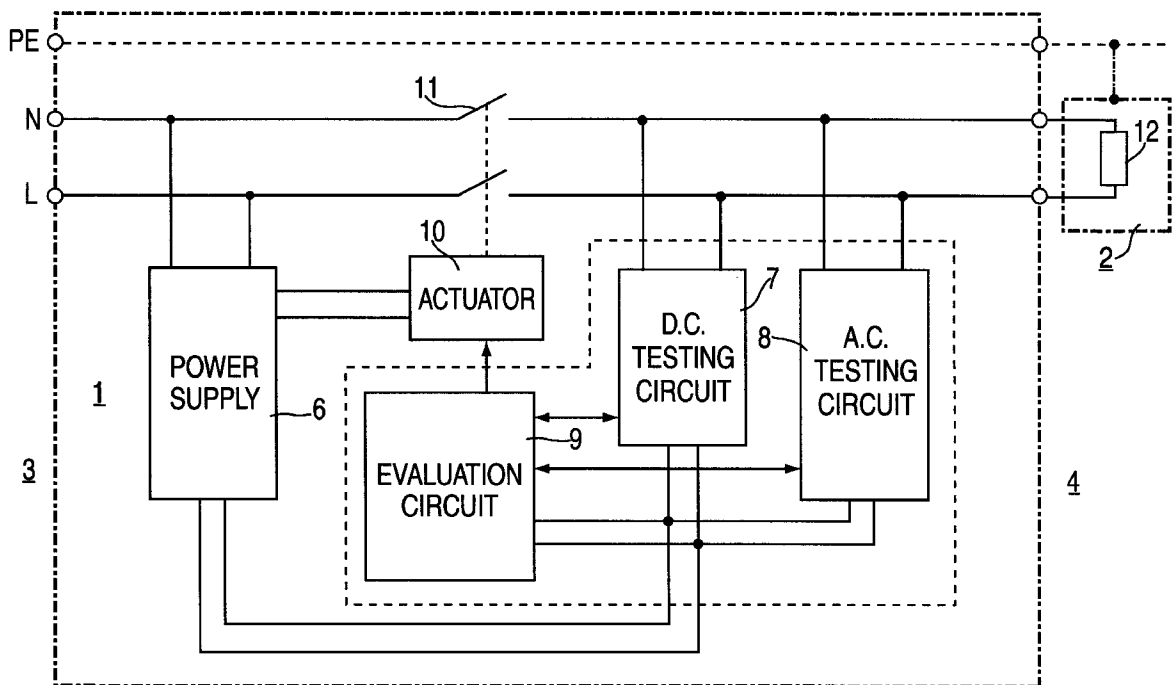 PE
N
L
11
12
2
10
ACTUATOR
7
D.C.
TESTING
CIRCUIT
8
A.C.
TESTING
CIRCUIT
POWER
SUPPLY
6
1
3
9
EVALUATION
CIRCUIT
4